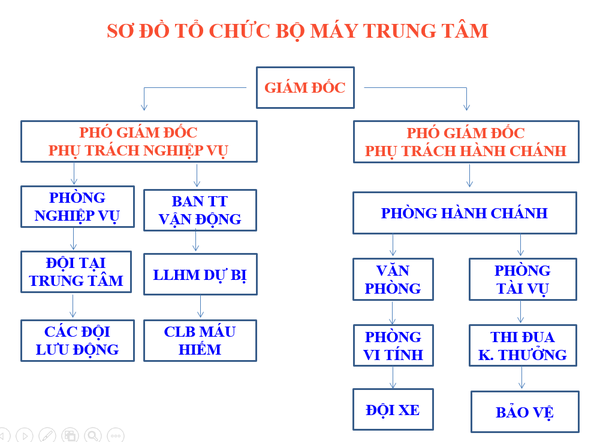 SƠ ĐỒ TỔ CHỨC BỘ MÁY TRUNG TÂM
GIÁM ĐỐC
PHÓ GIÁM ĐỐC
PHỤ TRÁCH NGHIỆP VỤ
PHÓ GIÁM ĐỐC
PHỤ TRÁCH HÀNH CHÁNH
PHÒNG
NGHIỆP VỤ
BAN TT
VẬN ĐỘNG
PHÒNG HÀNH CHÁNH
ĐỘI TẠI
TRUNG TÂM
LLHM DỰ BỊ
VĂN
PHÒNG
PHÒNG
TÀI VỤ
CÁC ĐỘI
LƯU ĐỘNG
CLB MÁU
HIẾM
PHÒNG
VI TÍNH
THI ĐUA
K. THƯỞNG
ĐỘI XE
BẢO VỆ